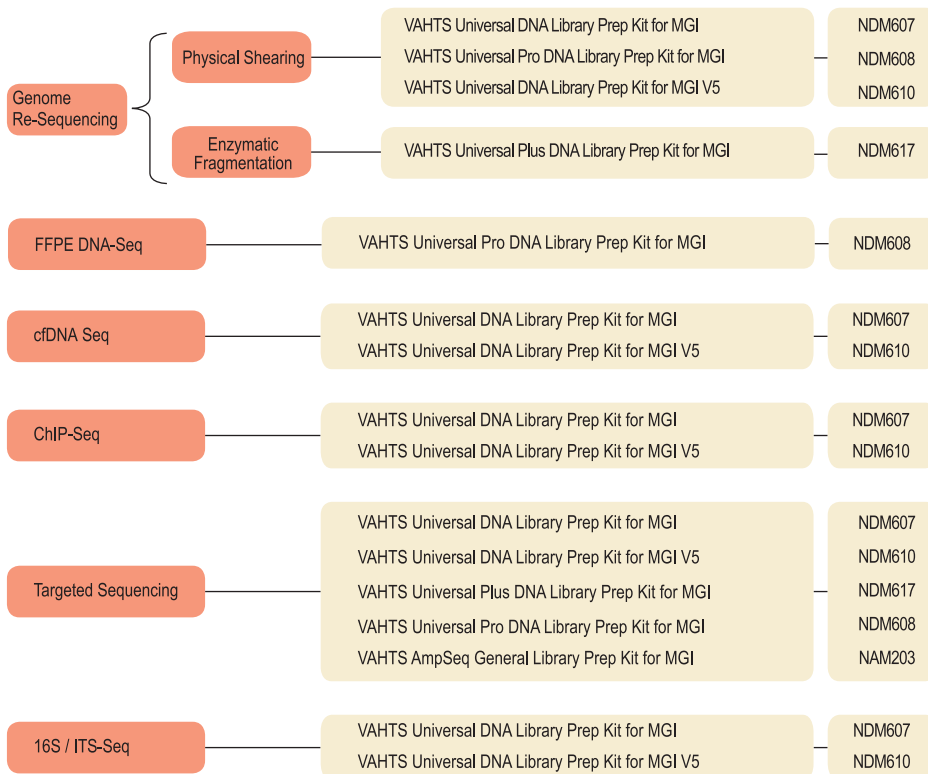 Genome
Re-Sequencing
Physical Shearing
VAHTS Universal DNA Library Prep Kit for MGI NDM607
VAHTS Universal Pro DNA Library Prep Kit for MGI NDM608
VAHTS Universal DNA Library Prep Kit for MGI V5 NDM610
Enzymatic
Fragmentation
VAHTS Universal Plus DNA Library Prep Kit for MGI NDM617
FFPE DNA-Seq
VAHTS Universal Pro DNA Library Prep Kit for MGI NDM608
cfDNA Seq
VAHTS Universal DNA Library Prep Kit for MGI NDM607
VAHTS Universal DNA Library Prep Kit for MGI V5 NDM610
ChIP-Seq
VAHTS Universal DNA Library Prep Kit for MGI NDM607
VAHTS Universal DNA Library Prep Kit for MGI V5 NDM610
Targeted Sequencing
VAHTS Universal DNA Library Prep Kit for MGI NDM607
VAHTS Universal DNA Library Prep Kit for MGI V5 NDM610
VAHTS Universal Plus DNA Library Prep Kit for MGI NDM617
VAHTS Universal Pro DNA Library Prep Kit for MGI NDM608
VAHTS AmpSeq General Library Prep Kit for MGI NAM203
16S / ITS-Seq
VAHTS Universal DNA Library Prep Kit for MGI NDM607
VAHTS Universal DNA Library Prep Kit for MGI V5 NDM610